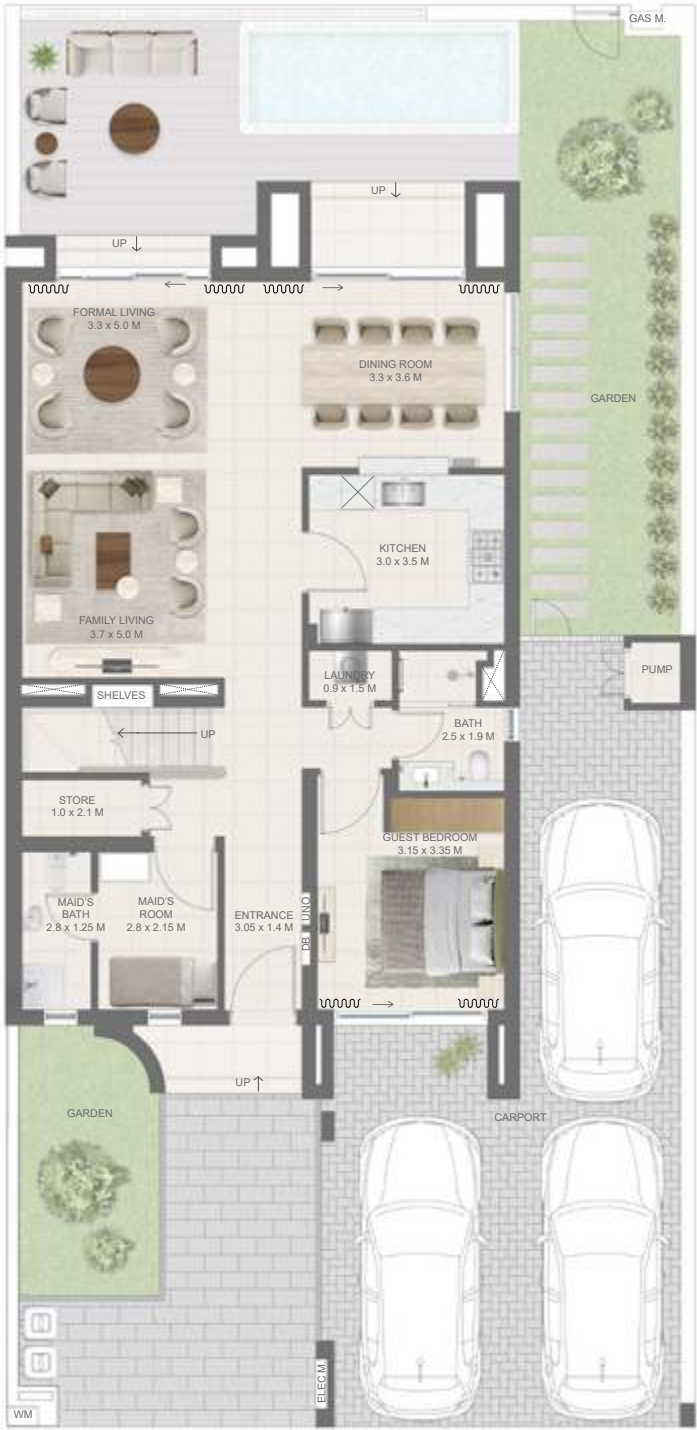 GAS M.
UP
UP
FORMAL LIVING
3.3 x 5.0 M
DINING ROOM
3.3 x 3.6 M
GARDEN
KITCHEN
3.0 x 3.5 M
FAMILY LIVING
3.7 x 5.0 M
PUMP
LAUNDRY
0.9 x 1.5 M
SHELVES
BATH
2.5 x 1.9 M
UP
STORE
1.0 x 2.1 M
GUEST BEDROOM
3.15 x 3.35 M
MAID'S
BATH
2.8 x 1.25 M
MAID'S
ROOM
2.8 x 2.15 M
ENTRANCE
3.05 x 1.4 M
DB
UNO
UP
GARDEN
CARPORT
ELEC M.
WM